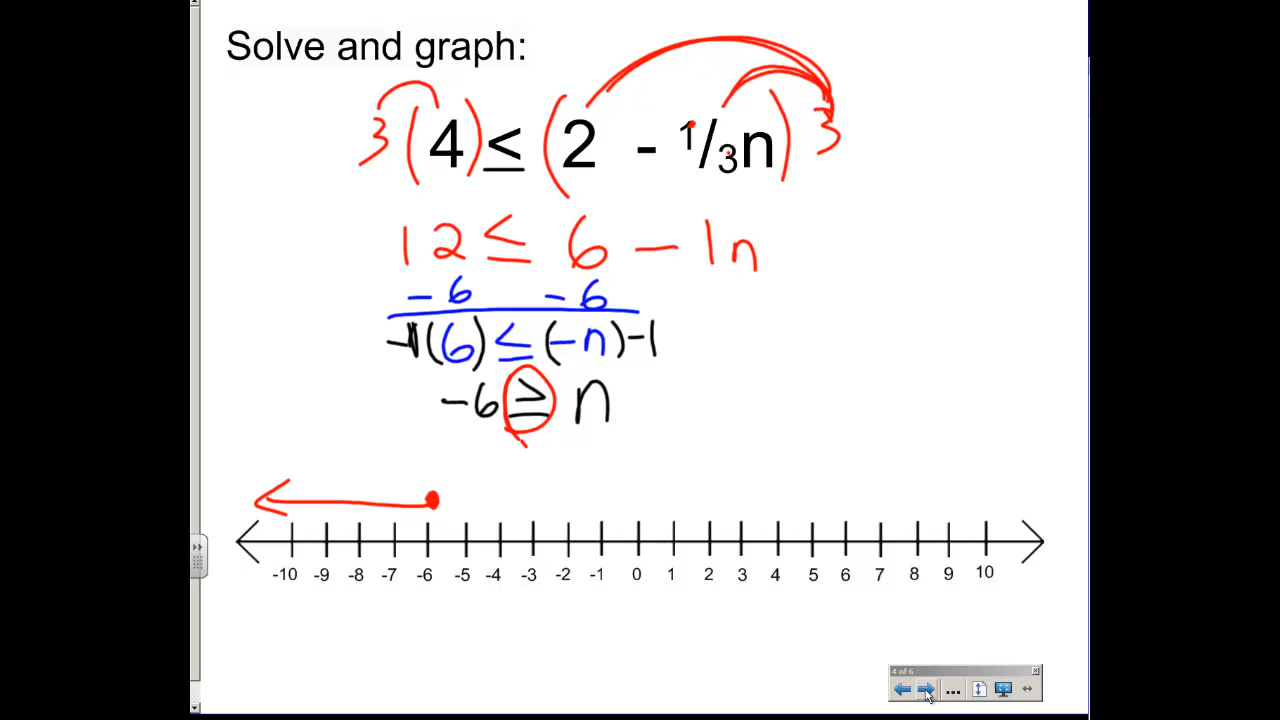 Solve and graph:
3(4) ≤ (2 - 1/3n)3
12 ≤ 6 - 1n
-6 -6
-1(6) ≤ (-n)-1
-6 ≥ n
-10 -9 -8 -7 -6 -5 -4 -3 -2 -1 0 1 2 3 4 5 6 7 8 9 10
4 of 6